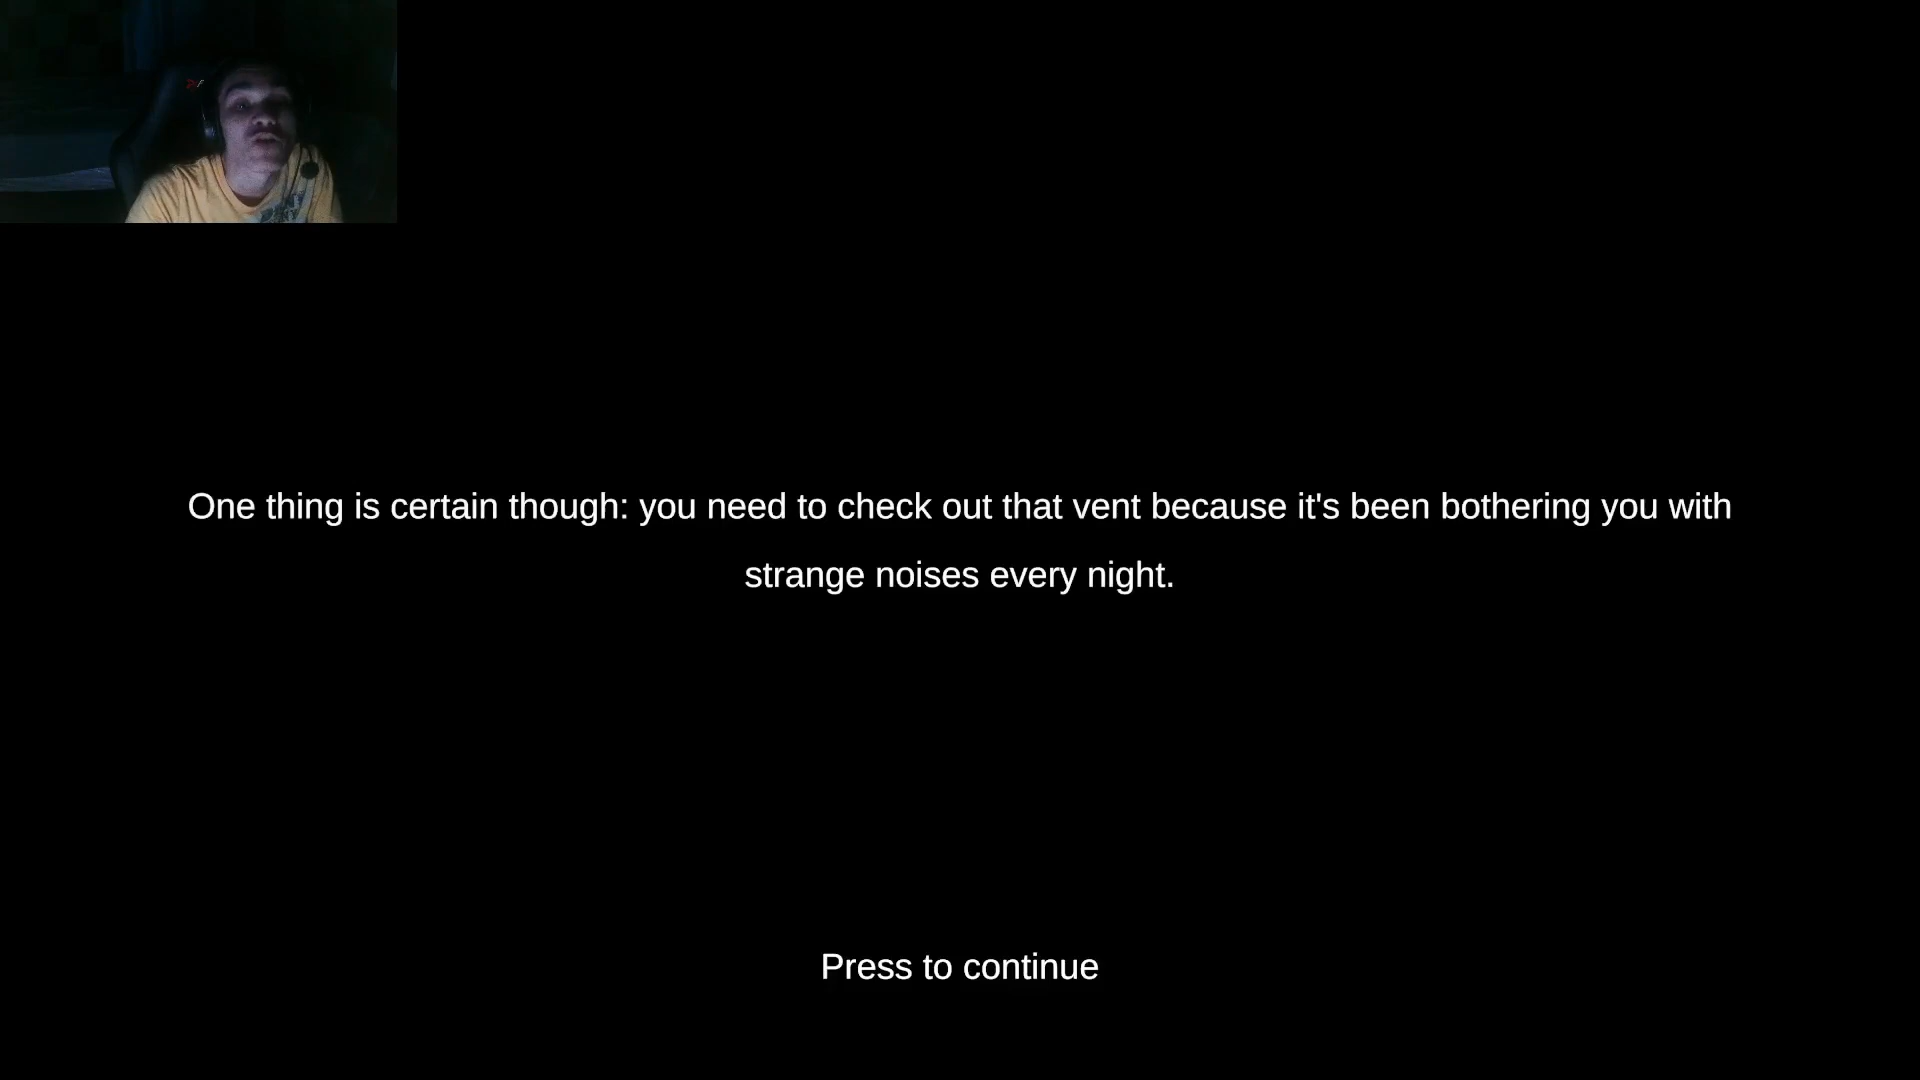 One thing is certain though: you need to check out that vent because it's been bothering you with
strange noises every night.
Press to continue